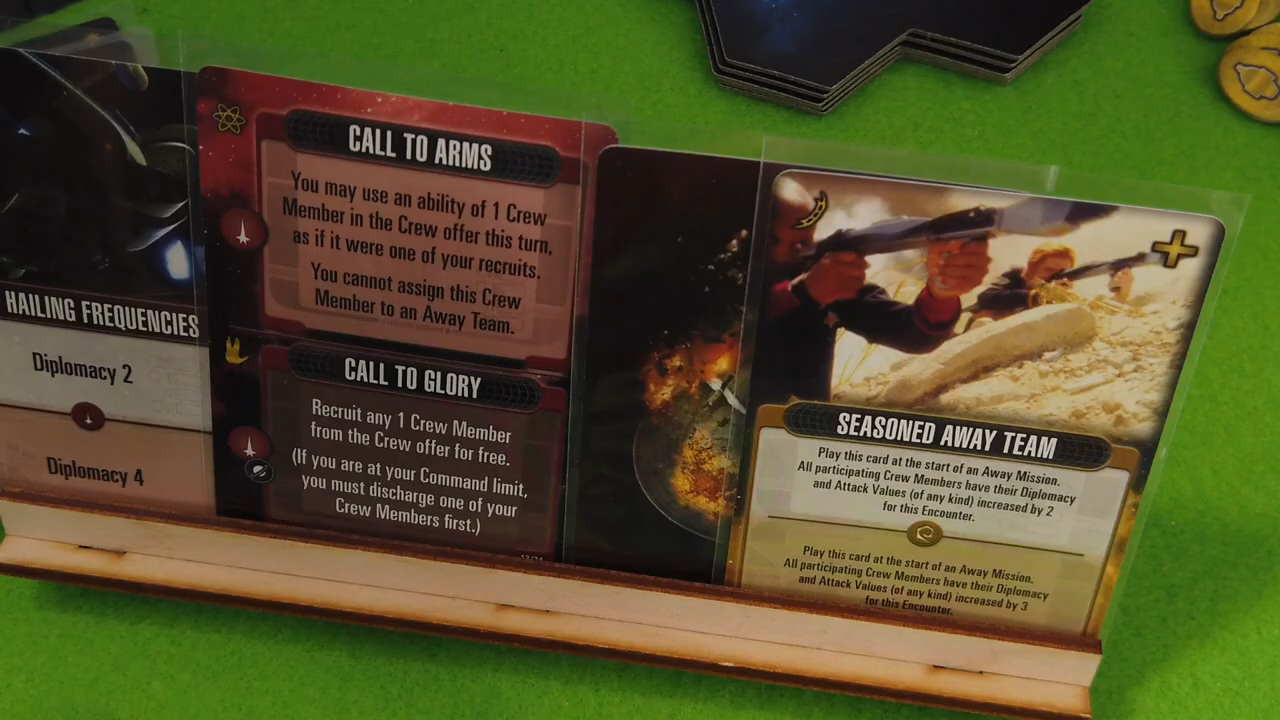 HAILING FREQUENCIES
Diplomacy 2
Diplomacy 4
CALL TO ARMS
You may use an ability of 1 Crew
Member in the Crew offer this turn,
as if it were one of your recruits.
You cannot assign this Crew
Member to an Away Team.
CALL TO GLORY
Recruit any 1 Crew Member
from the Crew offer for free.
(If you are at your Command limit,
you must discharge one of your
Crew Members first.)
SEASONED AWAY TEAM
Play this card at the start of an Away Mission.
All participating Crew Members have their Diplomacy
and Attack Values (of any kind) increased by 2
for this Encounter.
Play this card at the start of an Away Mission.
All participating Crew Members have their Diplomacy
and Attack Values (of any kind) increased by 3
for this Encounter.